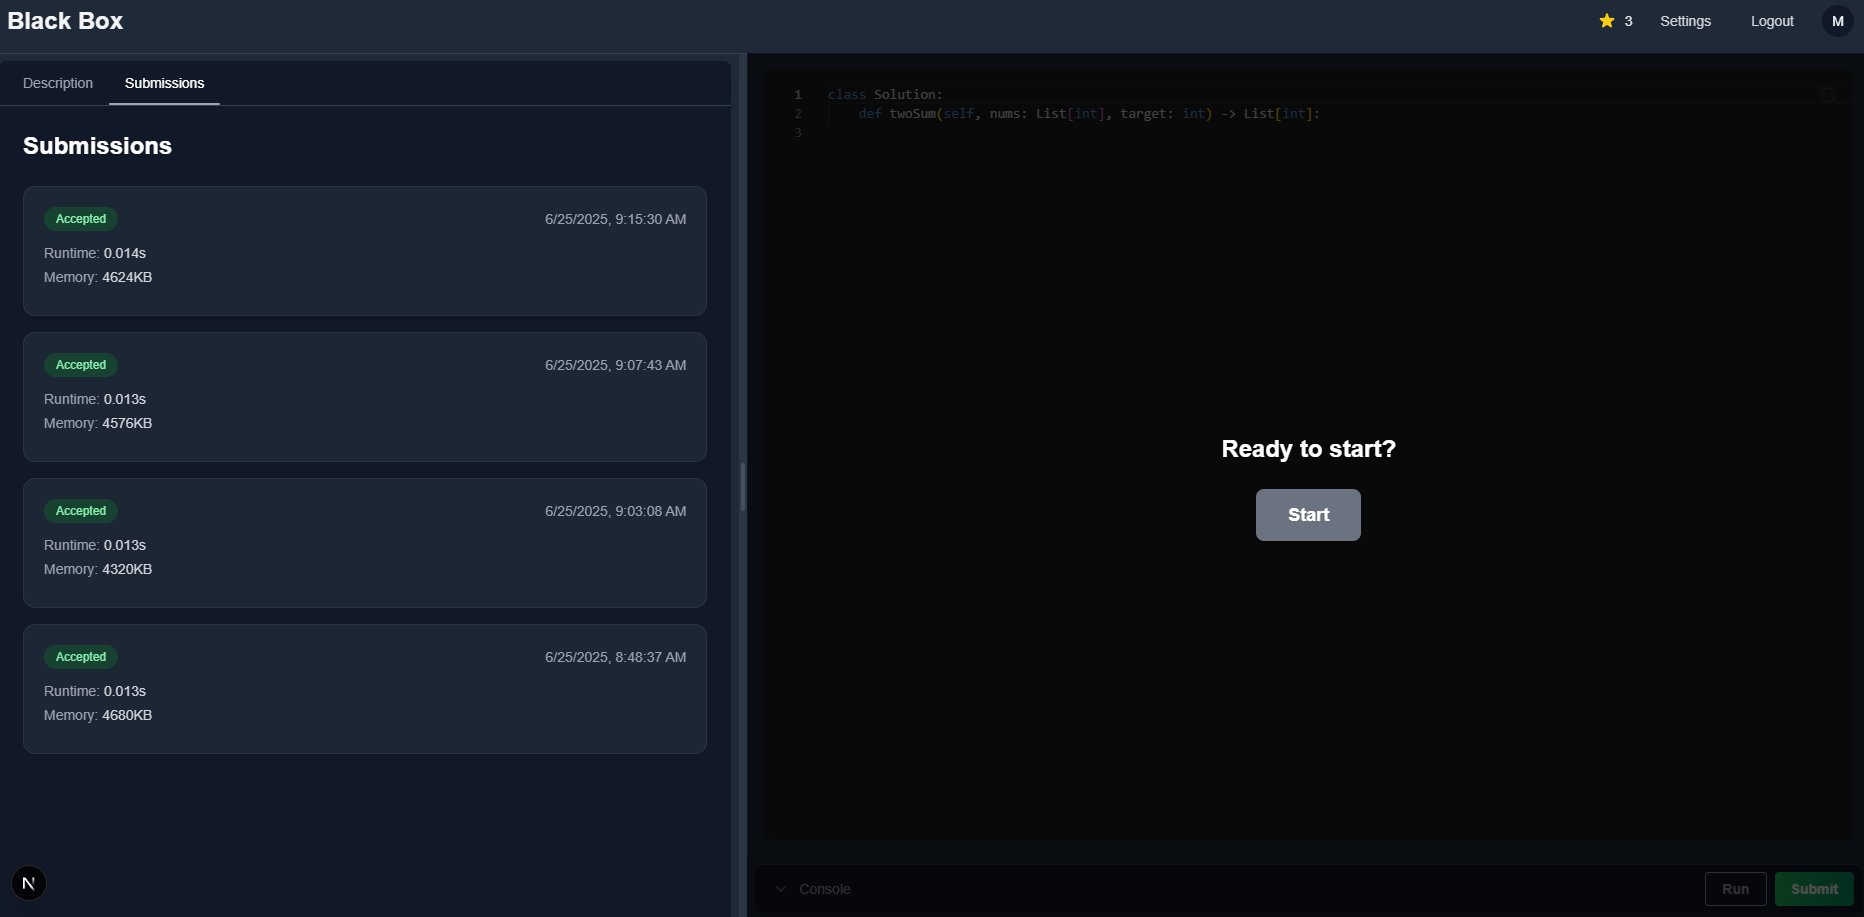 Black Box
3 Settings Logout M
Description Submissions
Submissions
Accepted 6/25/2025, 9:15:30 AM
Runtime: 0.014s
Memory: 4624KB
Accepted 6/25/2025, 9:07:43 AM
Runtime: 0.013s
Memory: 4576KB
Accepted 6/25/2025, 9:03:08 AM
Runtime: 0.013s
Memory: 4320KB
Accepted 6/25/2025, 8:48:37 AM
Runtime: 0.013s
Memory: 4680KB
N
1 class Solution:
2 def twoSum(self, nums: List[int], target: int) -> List[int]:
3
Ready to start?
Start
Console Run Submit